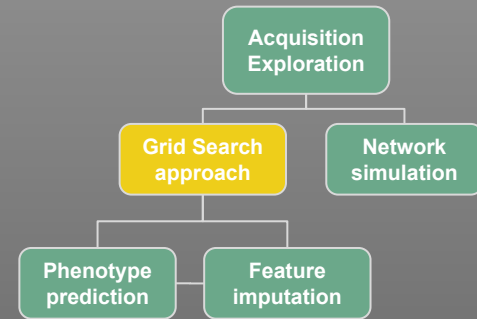 Acquisition
Exploration
Grid Search
approach
Network
simulation
Phenotype
prediction
Feature
imputation